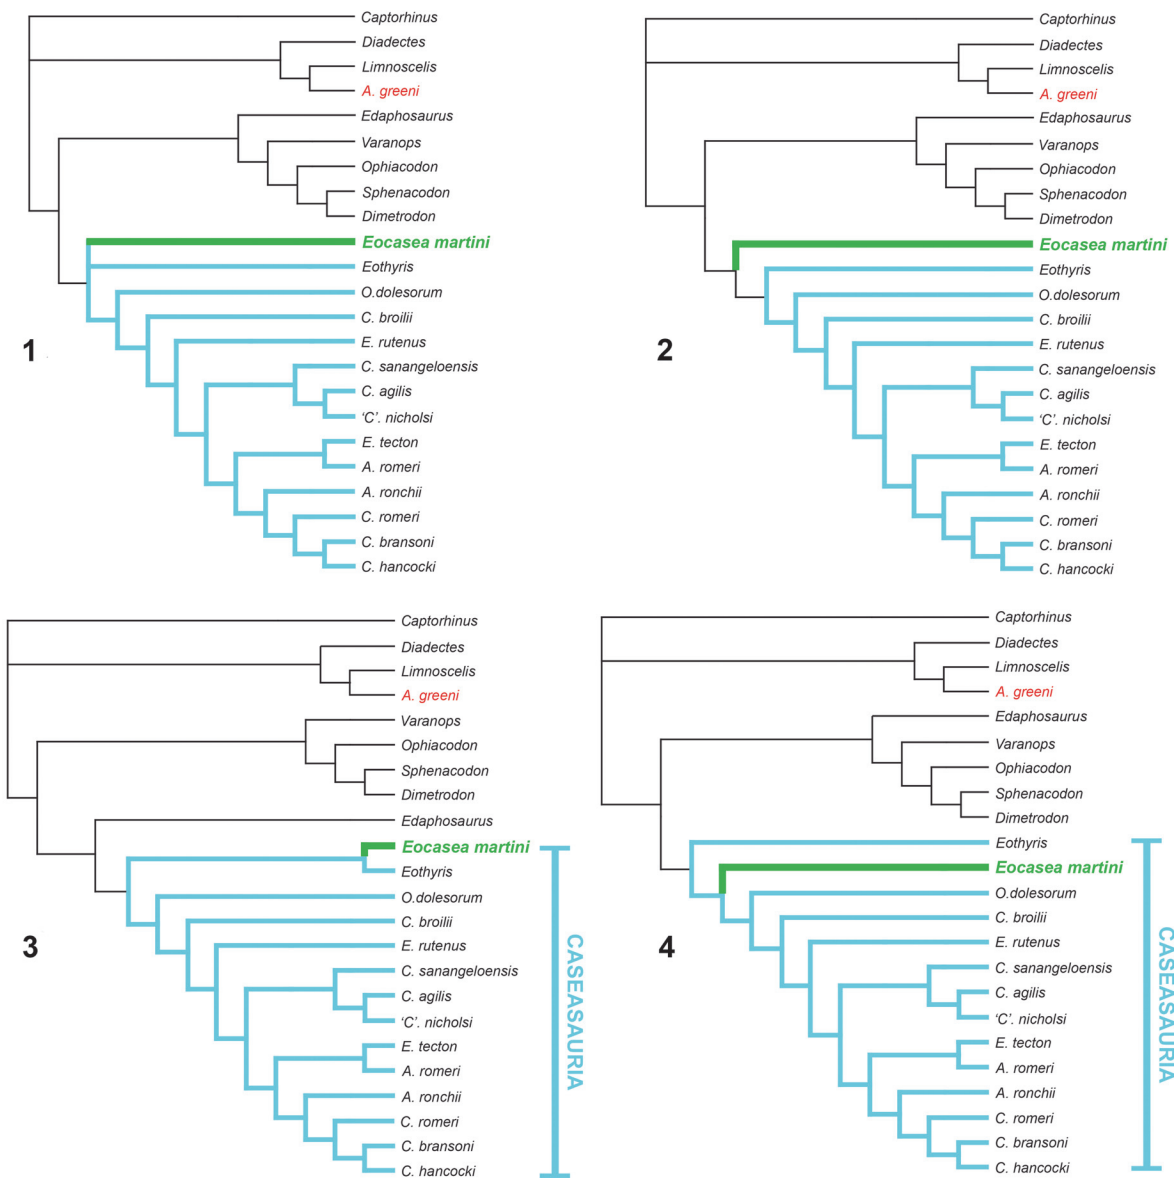 Captorhinus
Diadectes
Limnoscelis
A. greeni
Edaphosaurus
Varanops
Ophiacodon
Sphenacodon
Dimetrodon
Eocasea martini
Eothyris
O.dolesorum
C. broilii
E. rutenus
C. sanangeloensis
C. agilis
'C'. nicholsi
E. tecton
A. romeri
A. ronchii
C. romeri
C. bransoni
C. hancocki
1
Captorhinus
Diadectes
Limnoscelis
A. greeni
Edaphosaurus
Varanops
Ophiacodon
Sphenacodon
Dimetrodon
Eocasea martini
Eothyris
O.dolesorum
C. broilii
E. rutenus
C. sanangeloensis
C. agilis
'C'. nicholsi
E. tecton
A. romeri
A. ronchii
C. romeri
C. bransoni
C. hancocki
2
Captorhinus
Diadectes
Limnoscelis
A. greeni
Varanops
Ophiacodon
Sphenacodon
Dimetrodon
Edaphosaurus
Eocasea martini
Eothyris
O.dolesorum
C. broilii
E. rutenus
C. sanangeloensis
C. agilis
'C'. nicholsi
E. tecton
A. romeri
A. ronchii
C. romeri
C. bransoni
C. hancocki
3
CASEASAURIA
Captorhinus
Diadectes
Limnoscelis
A. greeni
Edaphosaurus
Varanops
Ophiacodon
Sphenacodon
Dimetrodon
Eothyris
Eocasea martini
O.dolesorum
C. broilii
E. rutenus
C. sanangeloensis
C. agilis
'C'. nicholsi
E. tecton
A. romeri
A. ronchii
C. romeri
C. bransoni
C. hancocki
4
CASEASAURIA